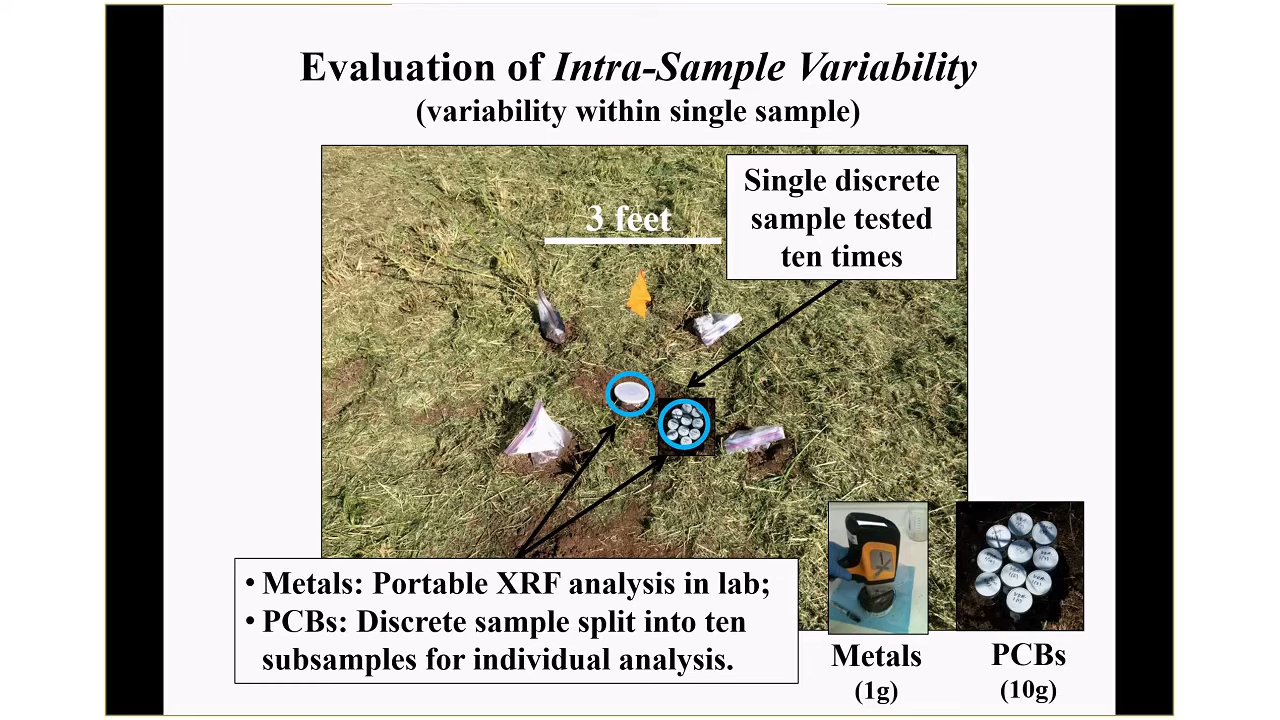 Evaluation of Intra-Sample Variability
(variability within single sample)
Single discrete
sample tested
ten times
3 feet
• Metals: Portable XRF analysis in lab;
• PCBs: Discrete sample split into ten
subsamples for individual analysis.
Metals
(1g)
PCBs
(10g)